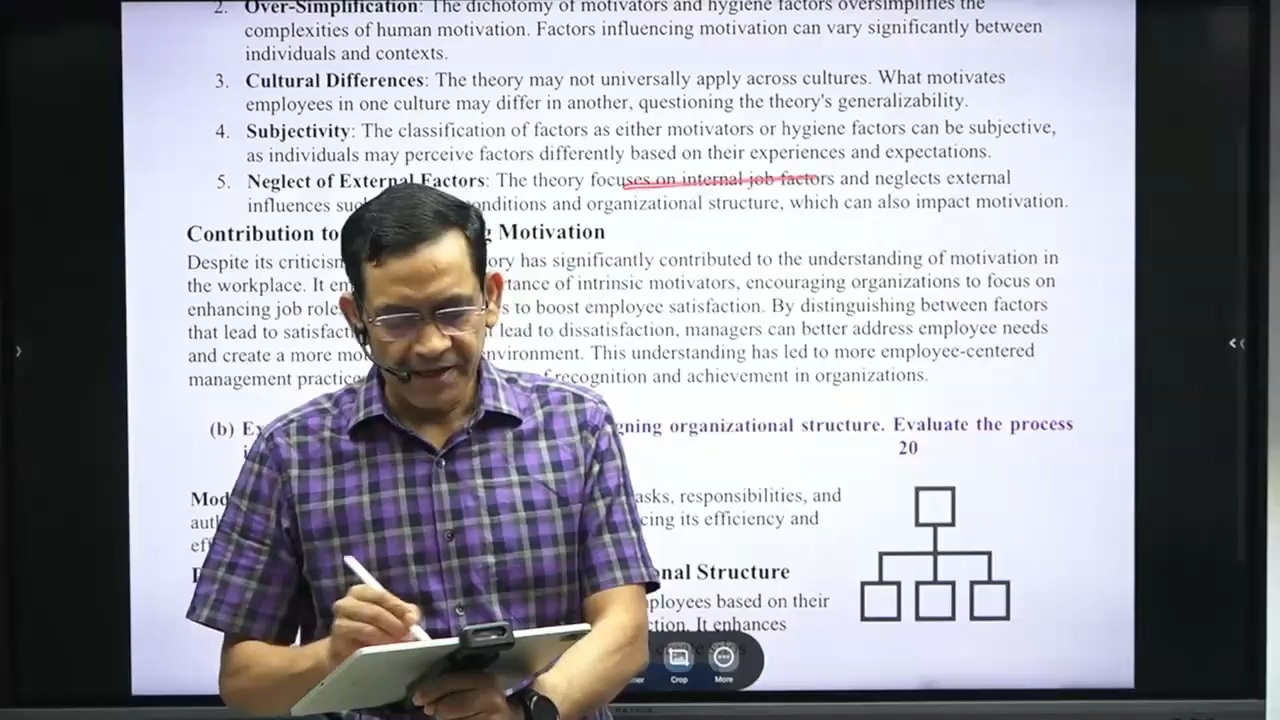 2. Over-Simplification: The dichotomy of motivators and hygiene factors oversimplifies the
complexities of human motivation. Factors influencing motivation can vary significantly between
individuals and contexts.
3. Cultural Differences: The theory may not universally apply across cultures. What motivates
employees in one culture may differ in another, questioning the theory's generalizability.
4. Subjectivity: The classification of factors as either motivators or hygiene factors can be subjective,
as individuals may perceive factors differently based on their experiences and expectations.
5. Neglect of External Factors: The theory focuses on internal job factors and neglects external
influences onditions and organizational structure, which can also impact motivation.
Contribution to Motivation
Despite its criticism ory has significantly contributed to the understanding of motivation in
the workplace. It tance of intrinsic motivators, encouraging organizations to focus on
enhancing job role s to boost employee satisfaction. By distinguishing between factors
that lead to satisfact lead to dissatisfaction, managers can better address employee needs
and create a more nvironment. This understanding has led to more employee-centered
management practice f recognition and achievement in organizations.
(b) Ex gning organizational structure. Evaluate the process
20
Mod asks, responsibilities, and
aut cing its efficiency and
ef
nal Structure
ployees based on their
ction. It enhances
Crop More